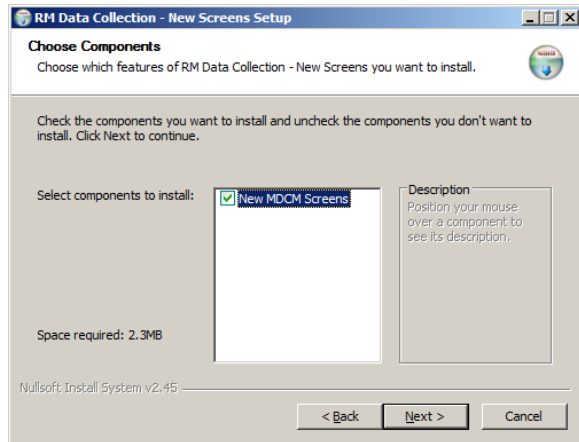 RM Data Collection - New Screens Setup
Choose Components
Choose which features of RM Data Collection - New Screens you want to install.
Check the components you want to install and uncheck the components you don't want to
install. Click Next to continue.
Select components to install:
New MDCM Screens
Description
Position your mouse
over a component to
see its description.
Space required: 2.3MB
Nullsoft Install System v2.45
< Back
Next >
Cancel